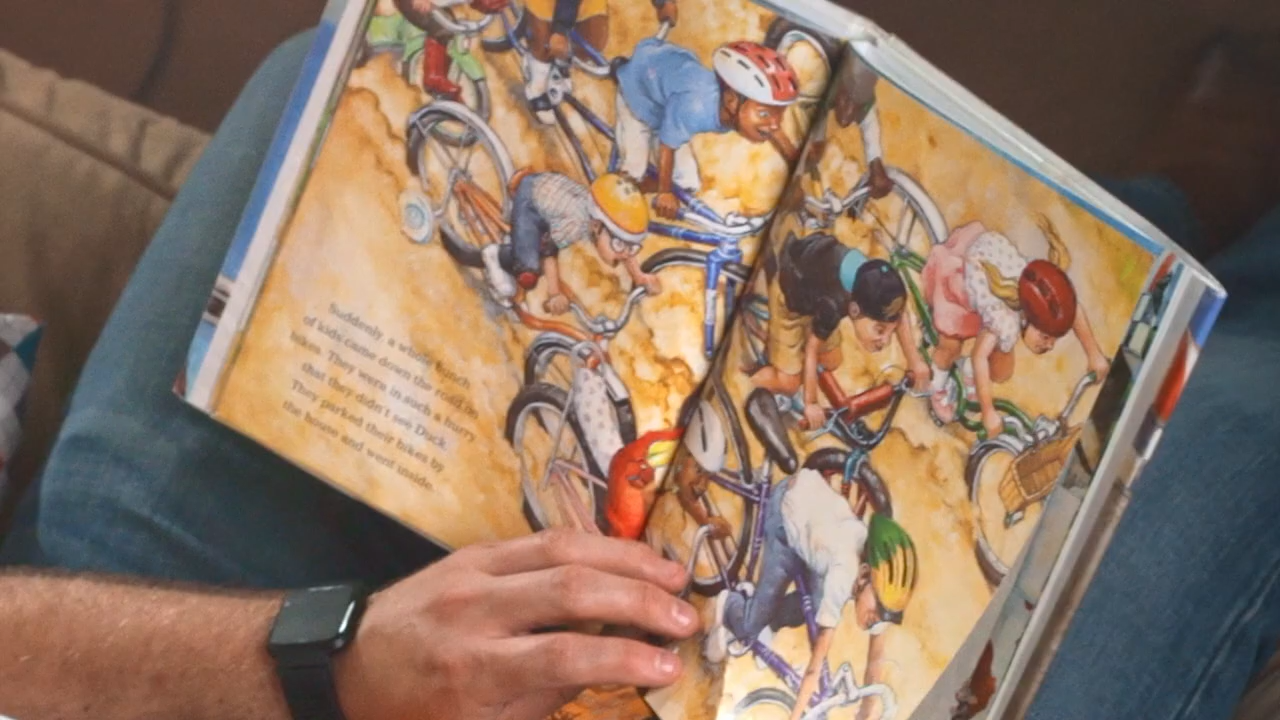 Suddenly, a whole bunch
of kids came down the road on
bikes. They were in such a hurry
that they didn't see Duck.
They parked their bikes by
the house and went inside.